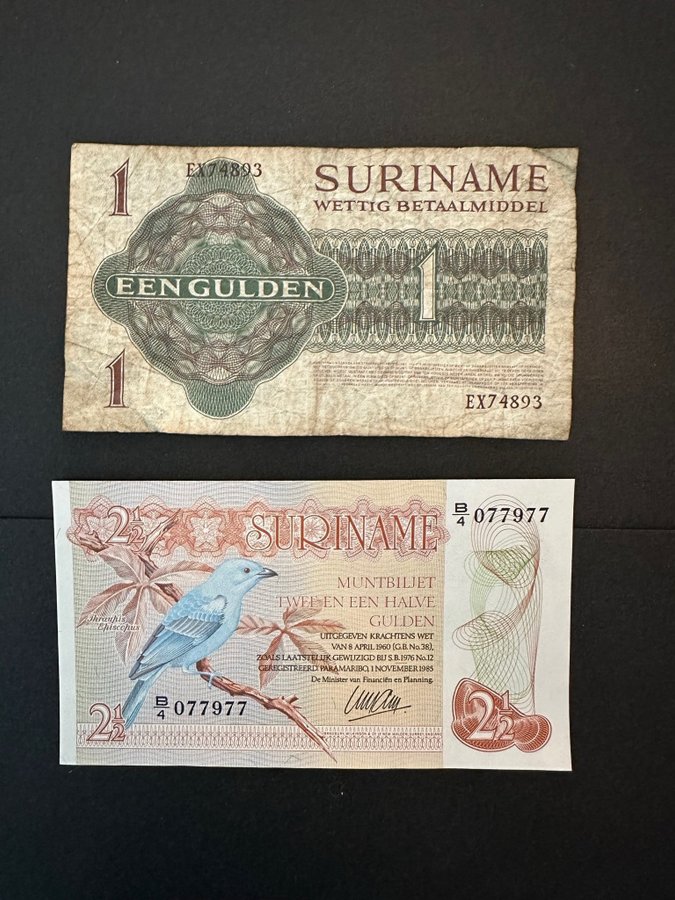 1
EX74893
SURINAME
WETTIG BETAALMIDDEL
1
EEN GULDEN
1
EX74893
2½
SURINAME
B/4 077977
MUNTBILJET
TWEE EN EEN HALVE
GULDEN
Thraupis
Episcopus
UITGEGEVEN KRACHTENS WET
VAN 8 APRIL 1960 (G.B. No. 38),
ZOALS LAATSTELIJK GEWIJZIGD BIJ S.B. 1976 No. 12
GEREGISTREERD PARAMARIBO, 1 NOVEMBER 1985
De Minister van Financiën en Planning.
B/4 077977
2½
2½